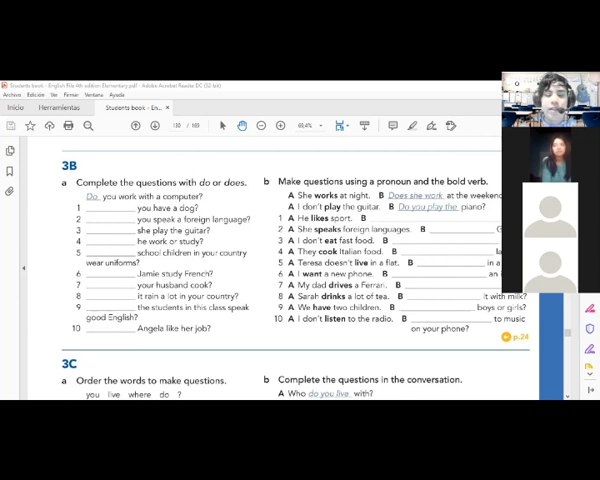 Students book - English File 4th edition Elementary.pdf - Adobe Acrobat Reader DC (32-bit)
Archivo Edición Ver Firmar Ventana Ayuda
Inicio Herramientas Students book - En... ×
150 / 169 69,4%
3B
a Complete the questions with do or does.
Do you work with a computer?
1 ________ you have a dog?
2 ________ you speak a foreign language?
3 ________ she play the guitar?
4 ________ he work or study?
5 ________ school children in your country
wear uniforms?
6 ________ Jamie study French?
7 ________ your husband cook?
8 ________ it rain a lot in your country?
9 ________ the students in this class speak
good English?
10 ________ Angela like her job?
b Make questions using a pronoun and the bold verb.
A She works at night. B Does she work at the weekend
A I don't play the guitar. B Do you play the piano?
1 A He likes sport. B ________
2 A She speaks foreign languages. B ________
3 A I don't eat fast food. B ________
4 A They cook Italian food. B ________
5 A Teresa doesn't live in a flat. B ________ in a
6 A I want a new phone. B ________ an
7 A My dad drives a Ferrari. B ________
8 A Sarah drinks a lot of tea. B ________ it with milk?
9 A We have two children. B ________ boys or girls?
10 A I don't listen to the radio. B ________ to music
on your phone?
p.24
3C
a Order the words to make questions.
you live where do ?
b Complete the questions in the conversation.
A Who do you live with?